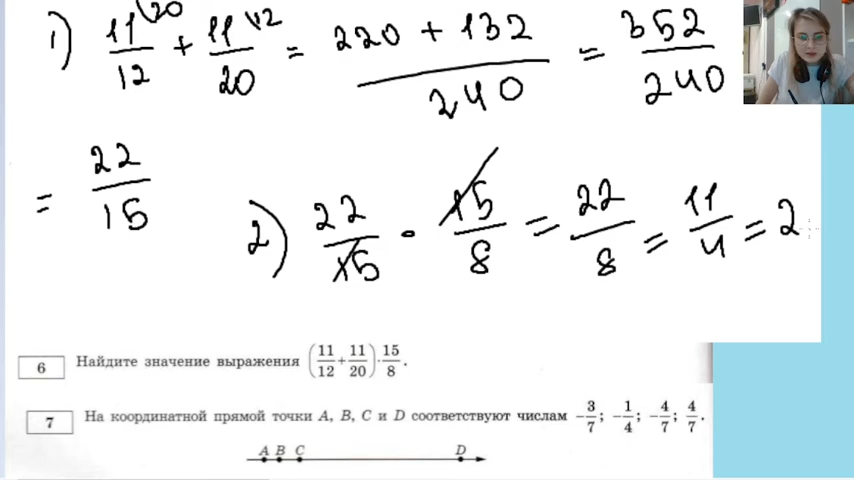 1) 11\20/12 + 11\12/20 = 220 + 132/240 = 352/240
= 22/15 2) 22/15 · 15/8 = 22/8 = 11/4 = 2
6 Найдите значение выражения (11/12 + 11/20) · 15/8.
7 На координатной прямой точки A, B, C и D соответствуют числам −3/7; −1/4; −4/7; 4/7.
A B C D